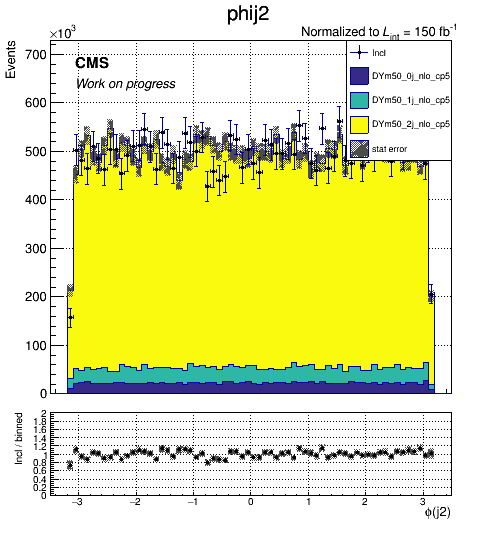 phij2
×10³
Normalized to L_int = 150 fb⁻¹
Events
CMS
Work on progress
Incl
DYm50_0j_nlo_cp5
DYm50_1j_nlo_cp5
DYm50_2j_nlo_cp5
stat error
700
600
500
400
300
200
100
0
Incl / binned
2
1.8
1.6
1.4
1.2
1
0.8
0.6
0.4
0.2
0
−3 −2 −1 0 1 2 3
ϕ(j2)